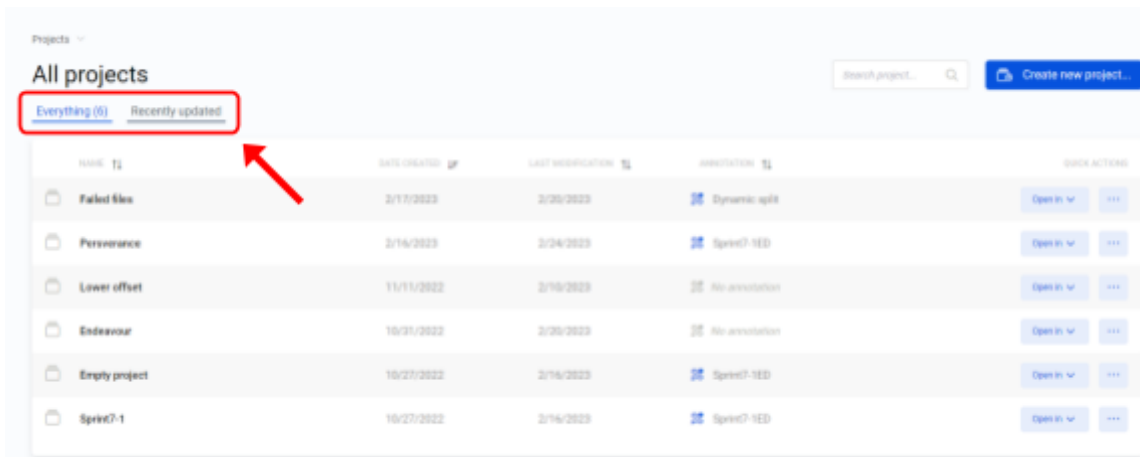 Projects
All projects
Search project...
Create new project...
Everything (6) Recently updated
NAME DATE CREATED LAST MODIFICATION ANNOTATION QUICK ACTIONS
Failed files 2/17/2023 2/20/2023 Dynamic split Open in ...
Perseverance 2/16/2023 2/24/2023 Sprint7-1ED Open in ...
Lower offset 11/11/2022 2/10/2023 No annotation Open in ...
Endeavour 10/31/2022 2/20/2023 No annotation Open in ...
Empty project 10/27/2022 2/16/2023 Sprint7-1ED Open in ...
Sprint7-1 10/27/2022 2/16/2023 Sprint7-1ED Open in ...